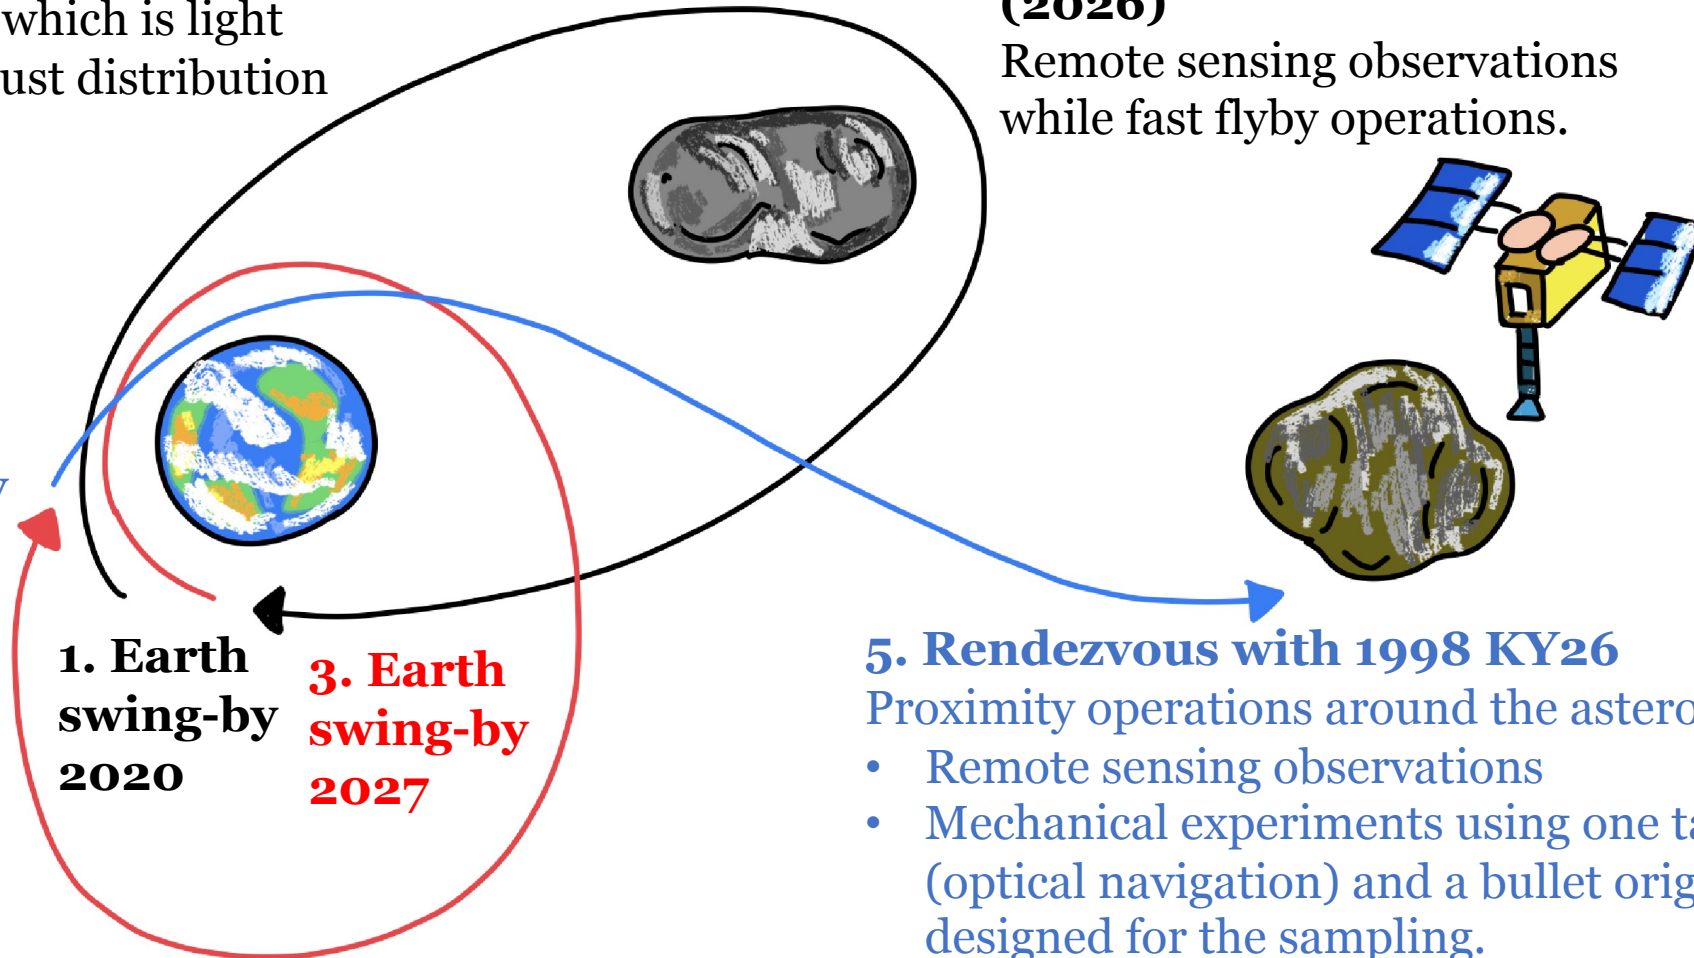 which is light
ust distribution
(2026)
Remote sensing observations
while fast flyby operations.
y
1. Earth
swing-by
2020
3. Earth
swing-by
2027
5. Rendezvous with 1998 KY26
Proximity operations around the astero
• Remote sensing observations
• Mechanical experiments using one ta
(optical navigation) and a bullet orig
designed for the sampling.